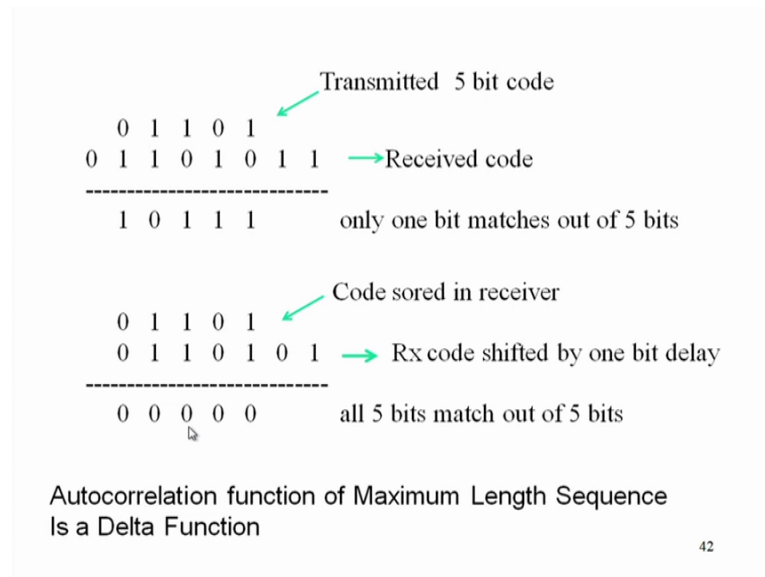 Transmitted 5 bit code
0 1 1 0 1
0 1 1 0 1 0 1 1 Received code
------------------------------
1 0 1 1 1 only one bit matches out of 5 bits
Code sored in receiver
0 1 1 0 1
0 1 1 0 1 0 1 Rx code shifted by one bit delay
------------------------------
0 0 0 0 0 all 5 bits match out of 5 bits
Autocorrelation function of Maximum Length Sequence
Is a Delta Function
42